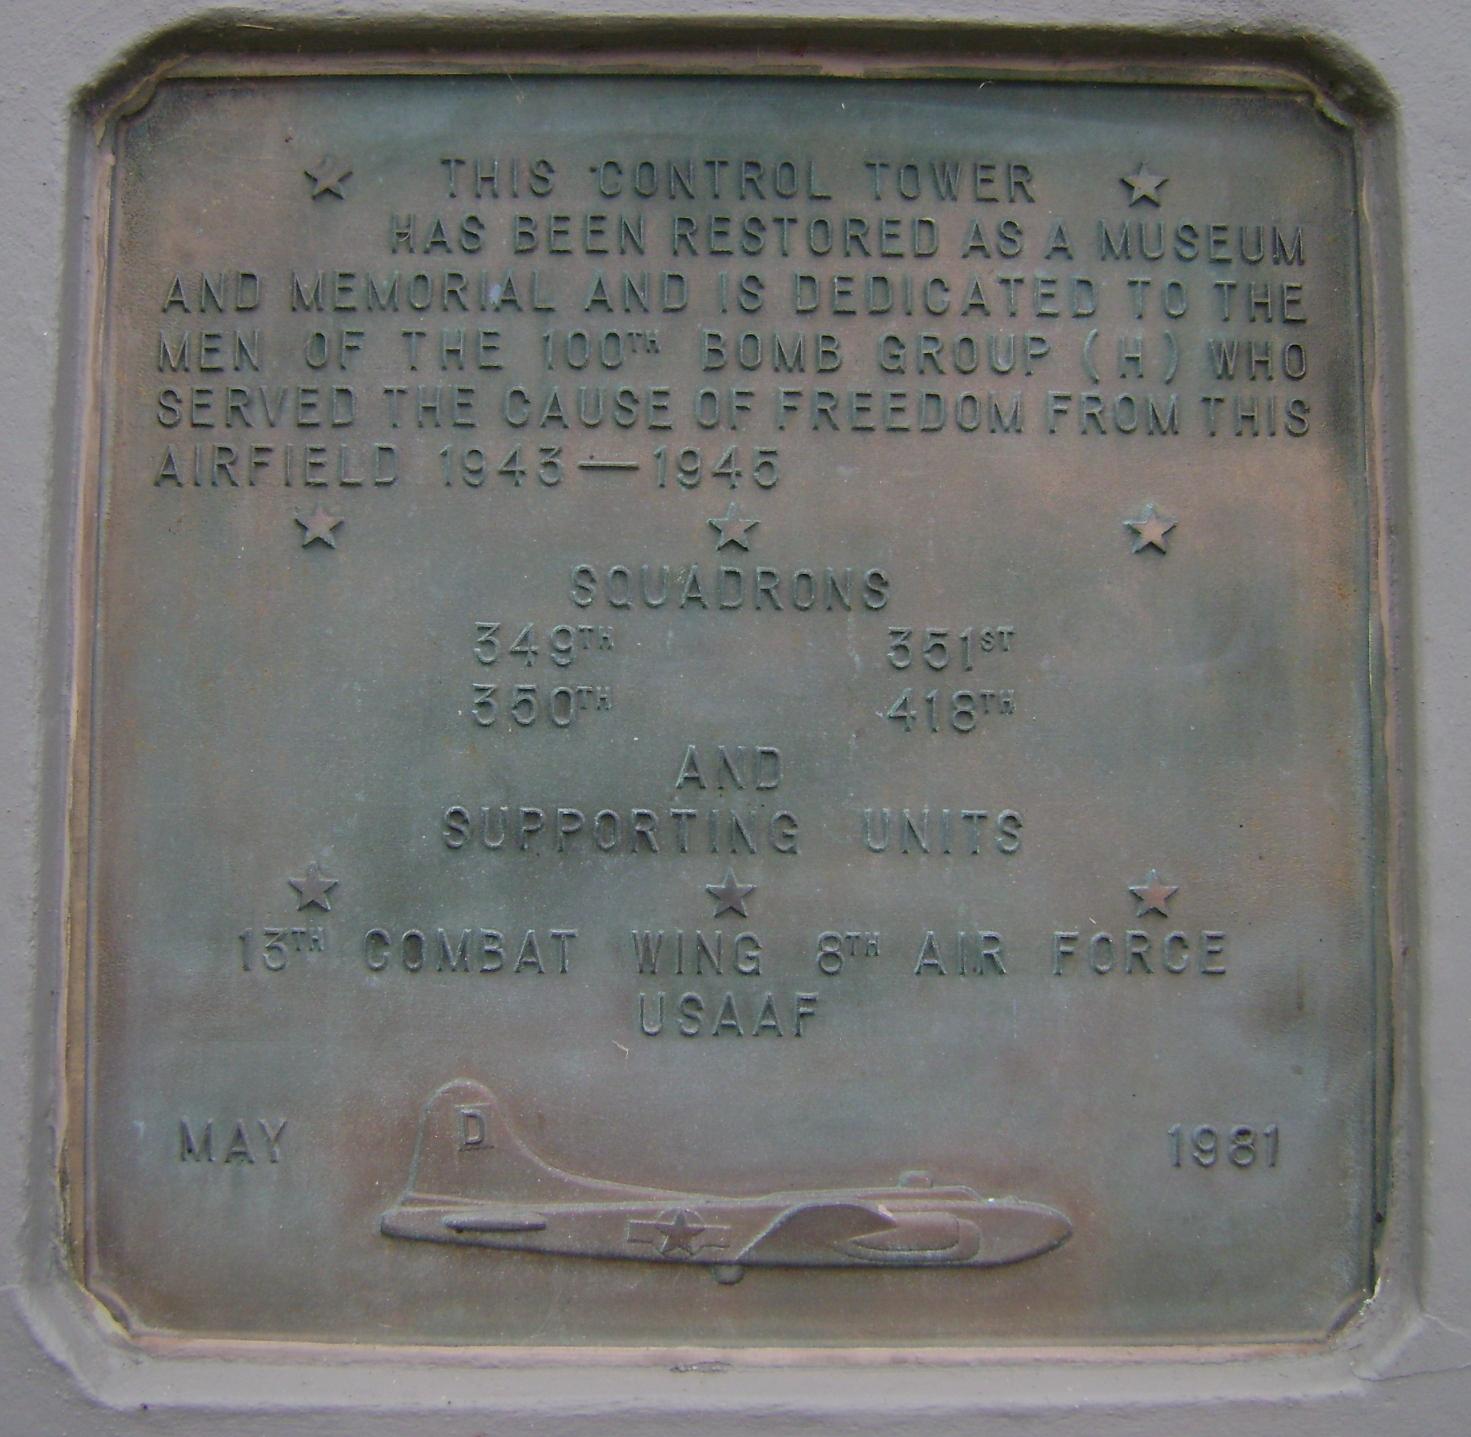 THIS CONTROL TOWER
HAS BEEN RESTORED AS A MUSEUM
AND MEMORIAL AND IS DEDICATED TO THE
MEN OF THE 100TH BOMB GROUP (H) WHO
SERVED THE CAUSE OF FREEDOM FROM THIS
AIRFIELD 1943—1945
SQUADRONS
349TH 351ST
350TH 418TH
AND
SUPPORTING UNITS
13TH COMBAT WING 8TH AIR FORCE
USAAF
D
MAY 1981